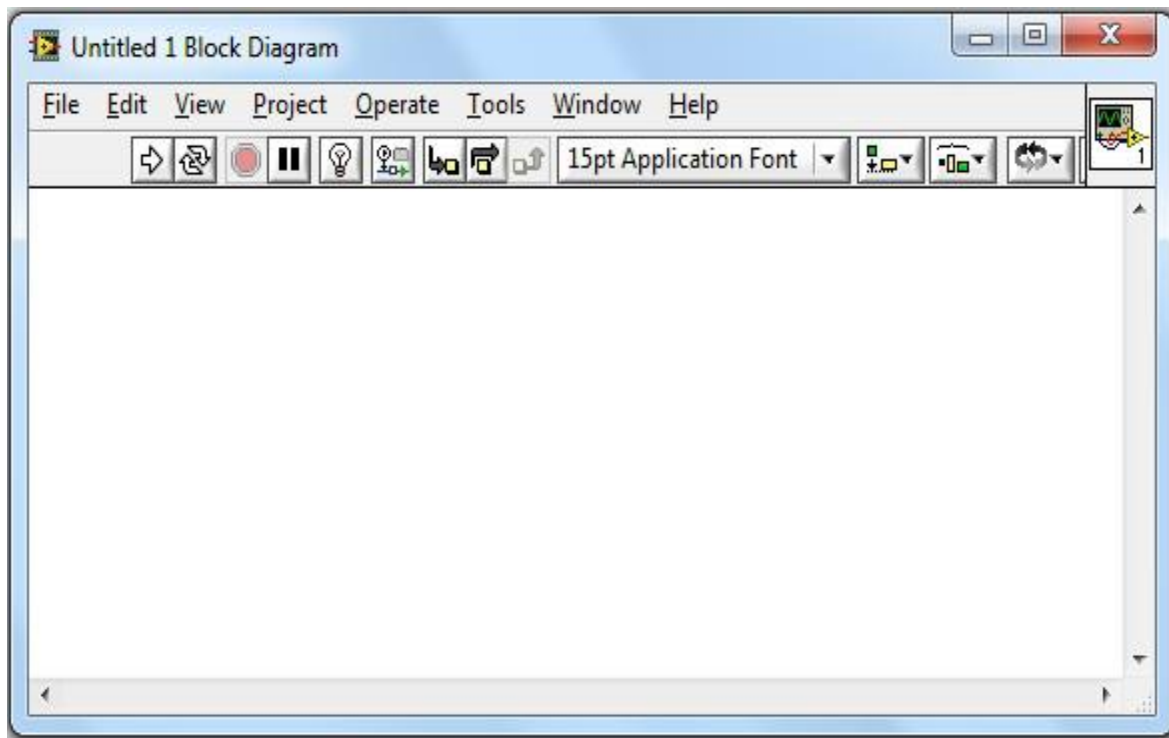 Untitled 1 Block Diagram
File Edit View Project Operate Tools Window Help
15pt Application Font
1